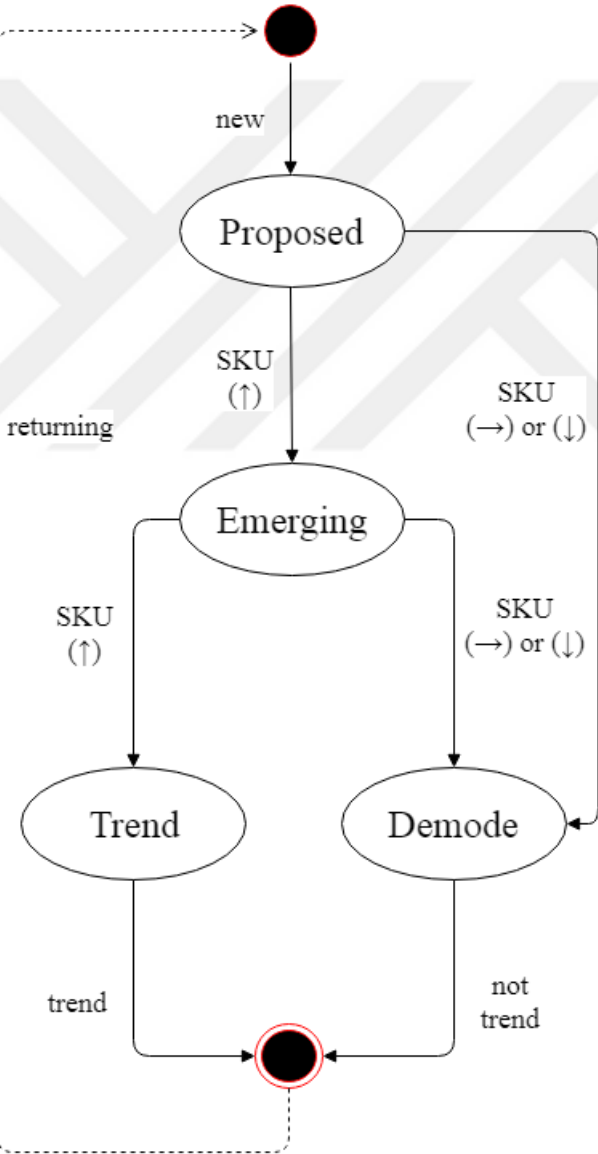 new
Proposed
SKU
(↑)
SKU
(→) or (↓)
returning
Emerging
SKU
(↑)
SKU
(→) or (↓)
Trend
Demode
trend
not
trend